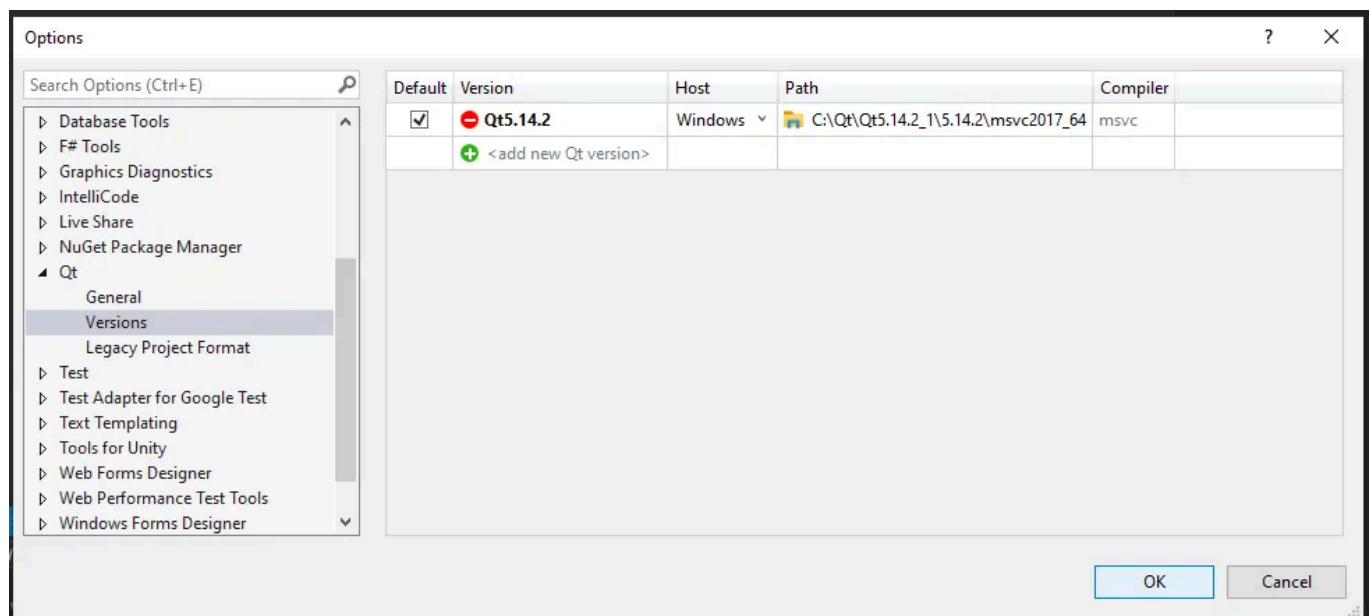 Options
?
Search Options (Ctrl+E)
Database Tools
F# Tools
Graphics Diagnostics
IntelliCode
Live Share
NuGet Package Manager
Qt
General
Versions
Legacy Project Format
Test
Test Adapter for Google Test
Text Templating
Tools for Unity
Web Forms Designer
Web Performance Test Tools
Windows Forms Designer
Default Version Host Path Compiler
Qt5.14.2 Windows C:\Qt\Qt5.14.2_1\5.14.2\msvc2017_64 msvc
<add new Qt version>
OK Cancel